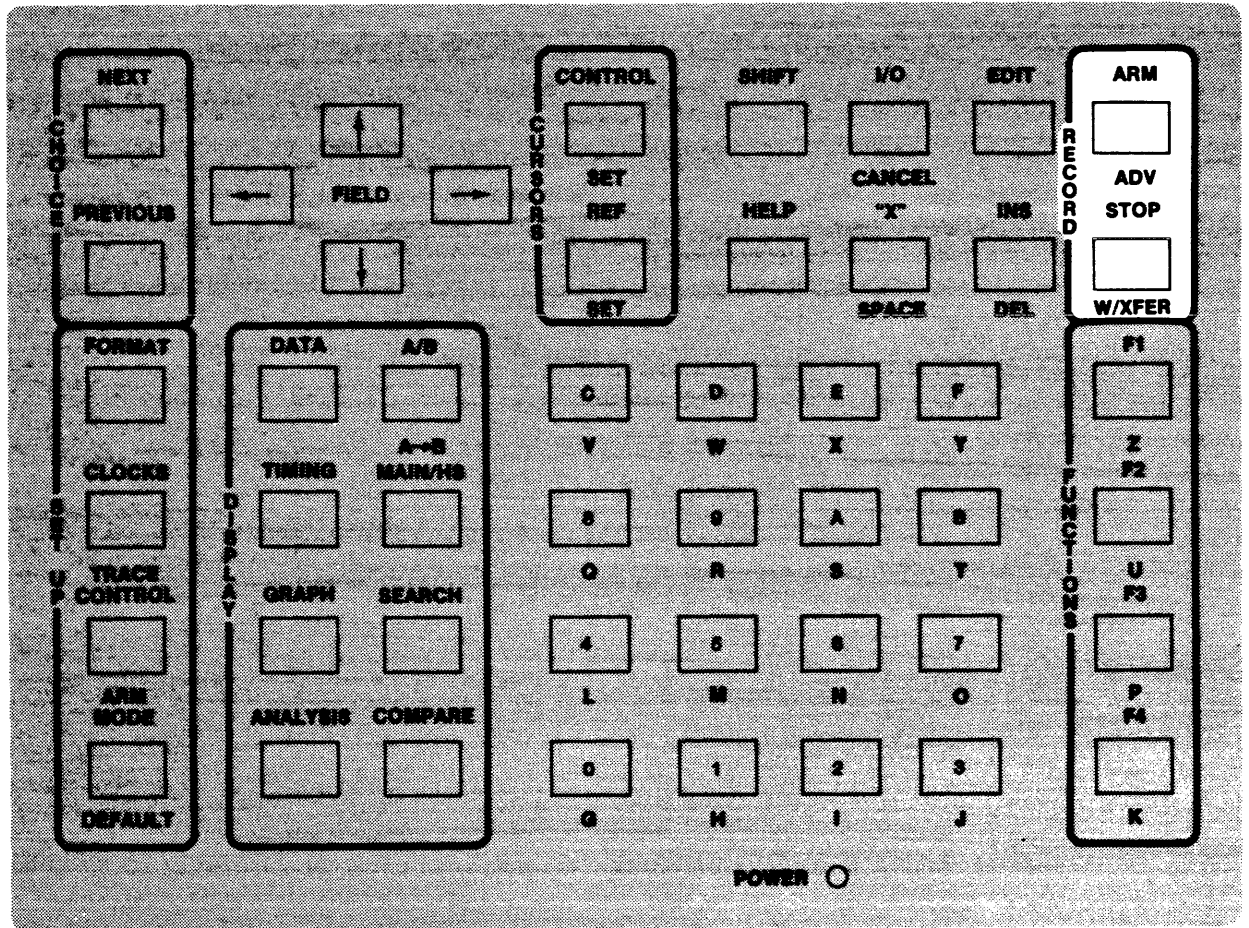 CHOICE
NEXT
PREVIOUS
FIELD
CURSORS
CONTROL
SET
REF
SET
SHIFT
I/O
EDIT
CANCEL
HELP
"X"
INS
SPACE
DEL
RECORD
ARM
ADV
STOP
W/XFER
SET UP
FORMAT
CLOCKS
TRACE
CONTROL
ARM
MODE
DEFAULT
DISPLAY
DATA
A/B
A→B
TIMING
MAIN/HS
GRAPH
SEARCH
ANALYSIS
COMPARE
C D E F
V W X Y
8 9 A B
Q R S T
4 5 6 7
L M N O
0 1 2 3
G H I J
FUNCTIONS
F1
Z
F2
U
F3
P
F4
K
POWER